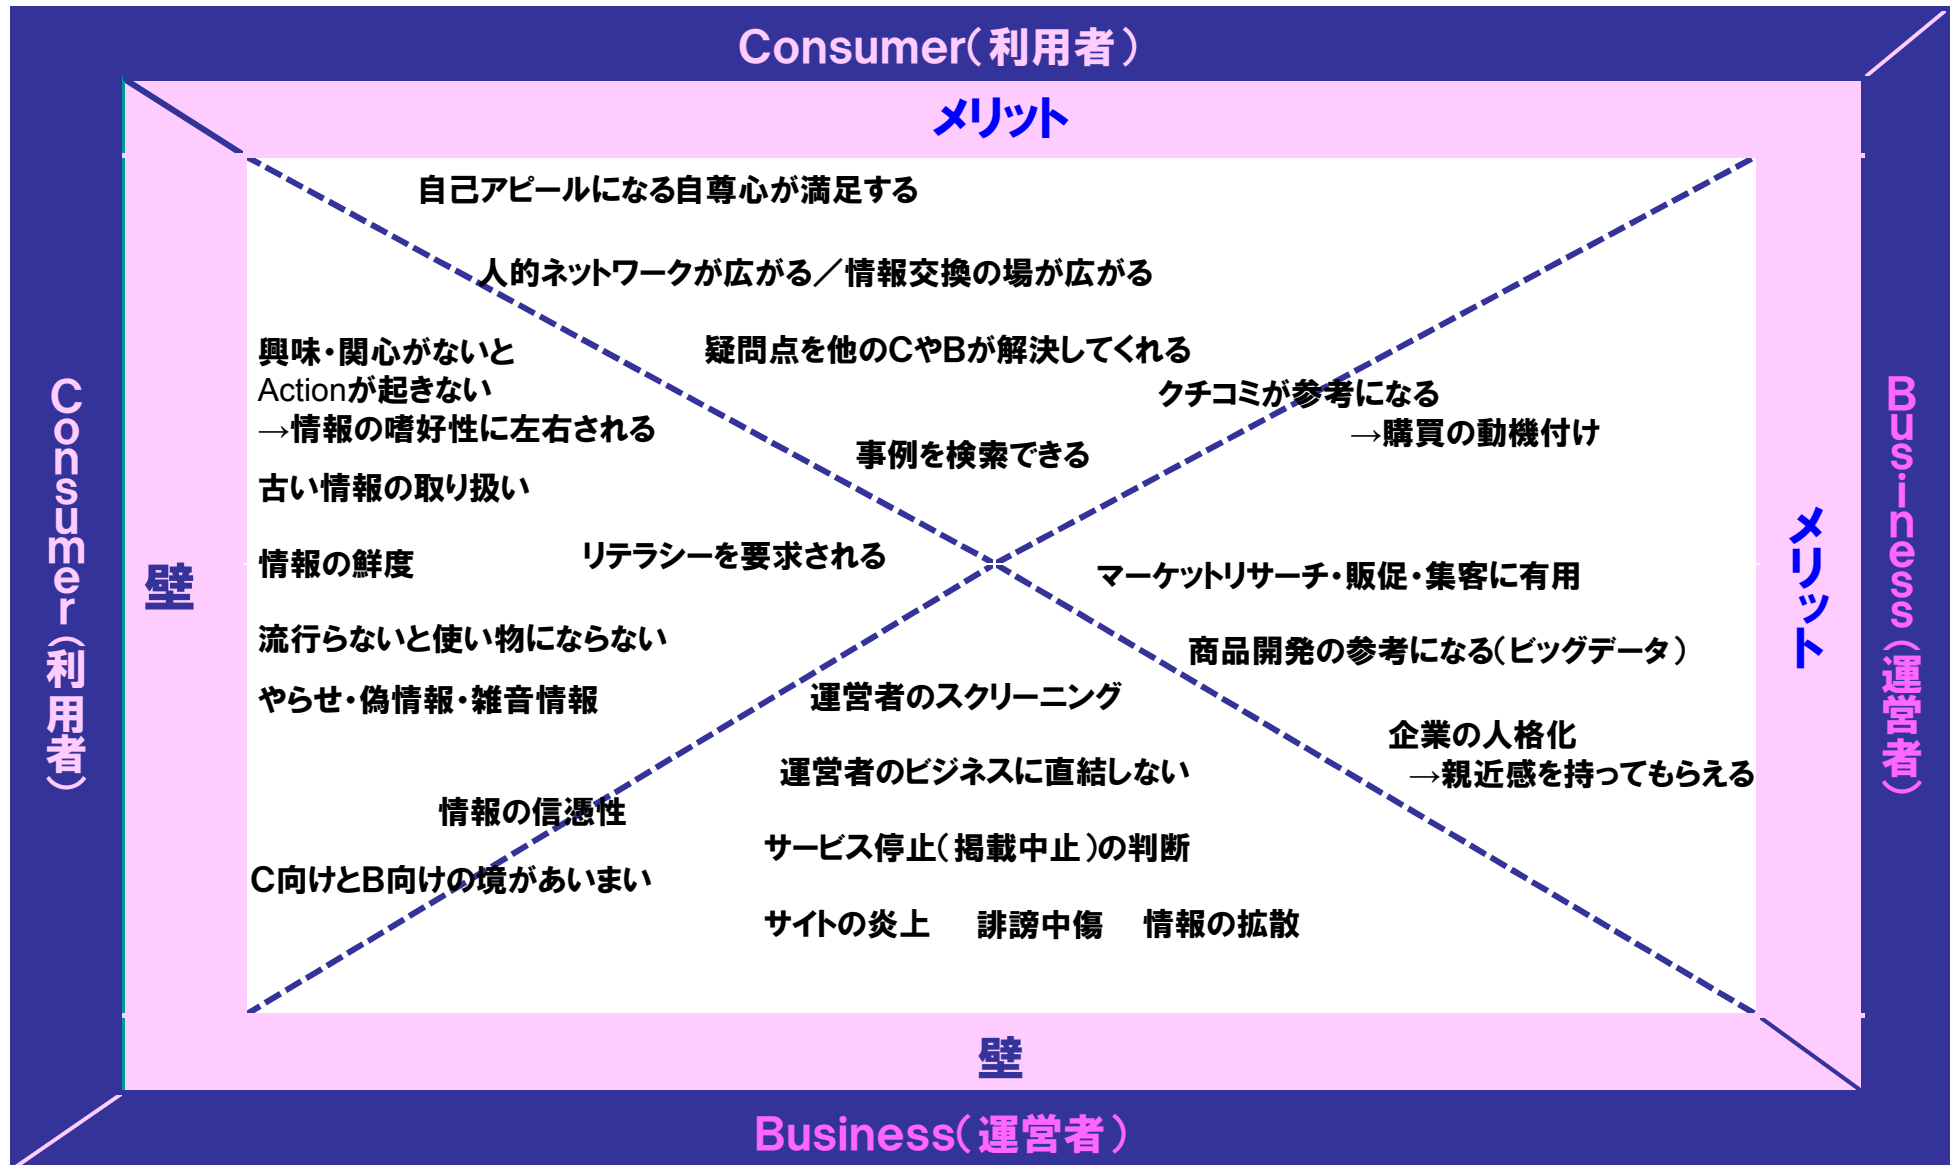 Consumer(利用者)
メリット
自己アピールになる自尊心が満足する
人的ネットワークが広がる／情報交換の場が広がる
疑問点を他のCやBが解決してくれる
事例を検索できる
クチコミが参考になる
→購買の動機付け
Consumer(利用者)
壁
興味・関心がないと
Actionが起きない
→情報の嗜好性に左右される
古い情報の取り扱い
情報の鮮度
リテラシーを要求される
流行らないと使い物にならない
やらせ・偽情報・雑音情報
情報の信憑性
C向けとB向けの境があいまい
マーケットリサーチ・販促・集客に有用
商品開発の参考になる(ビッグデータ)
企業の人格化
→親近感を持ってもらえる
メリット
Business(運営者)
運営者のスクリーニング
運営者のビジネスに直結しない
サービス停止(掲載中止)の判断
サイトの炎上 誹謗中傷 情報の拡散
壁
Business(運営者)